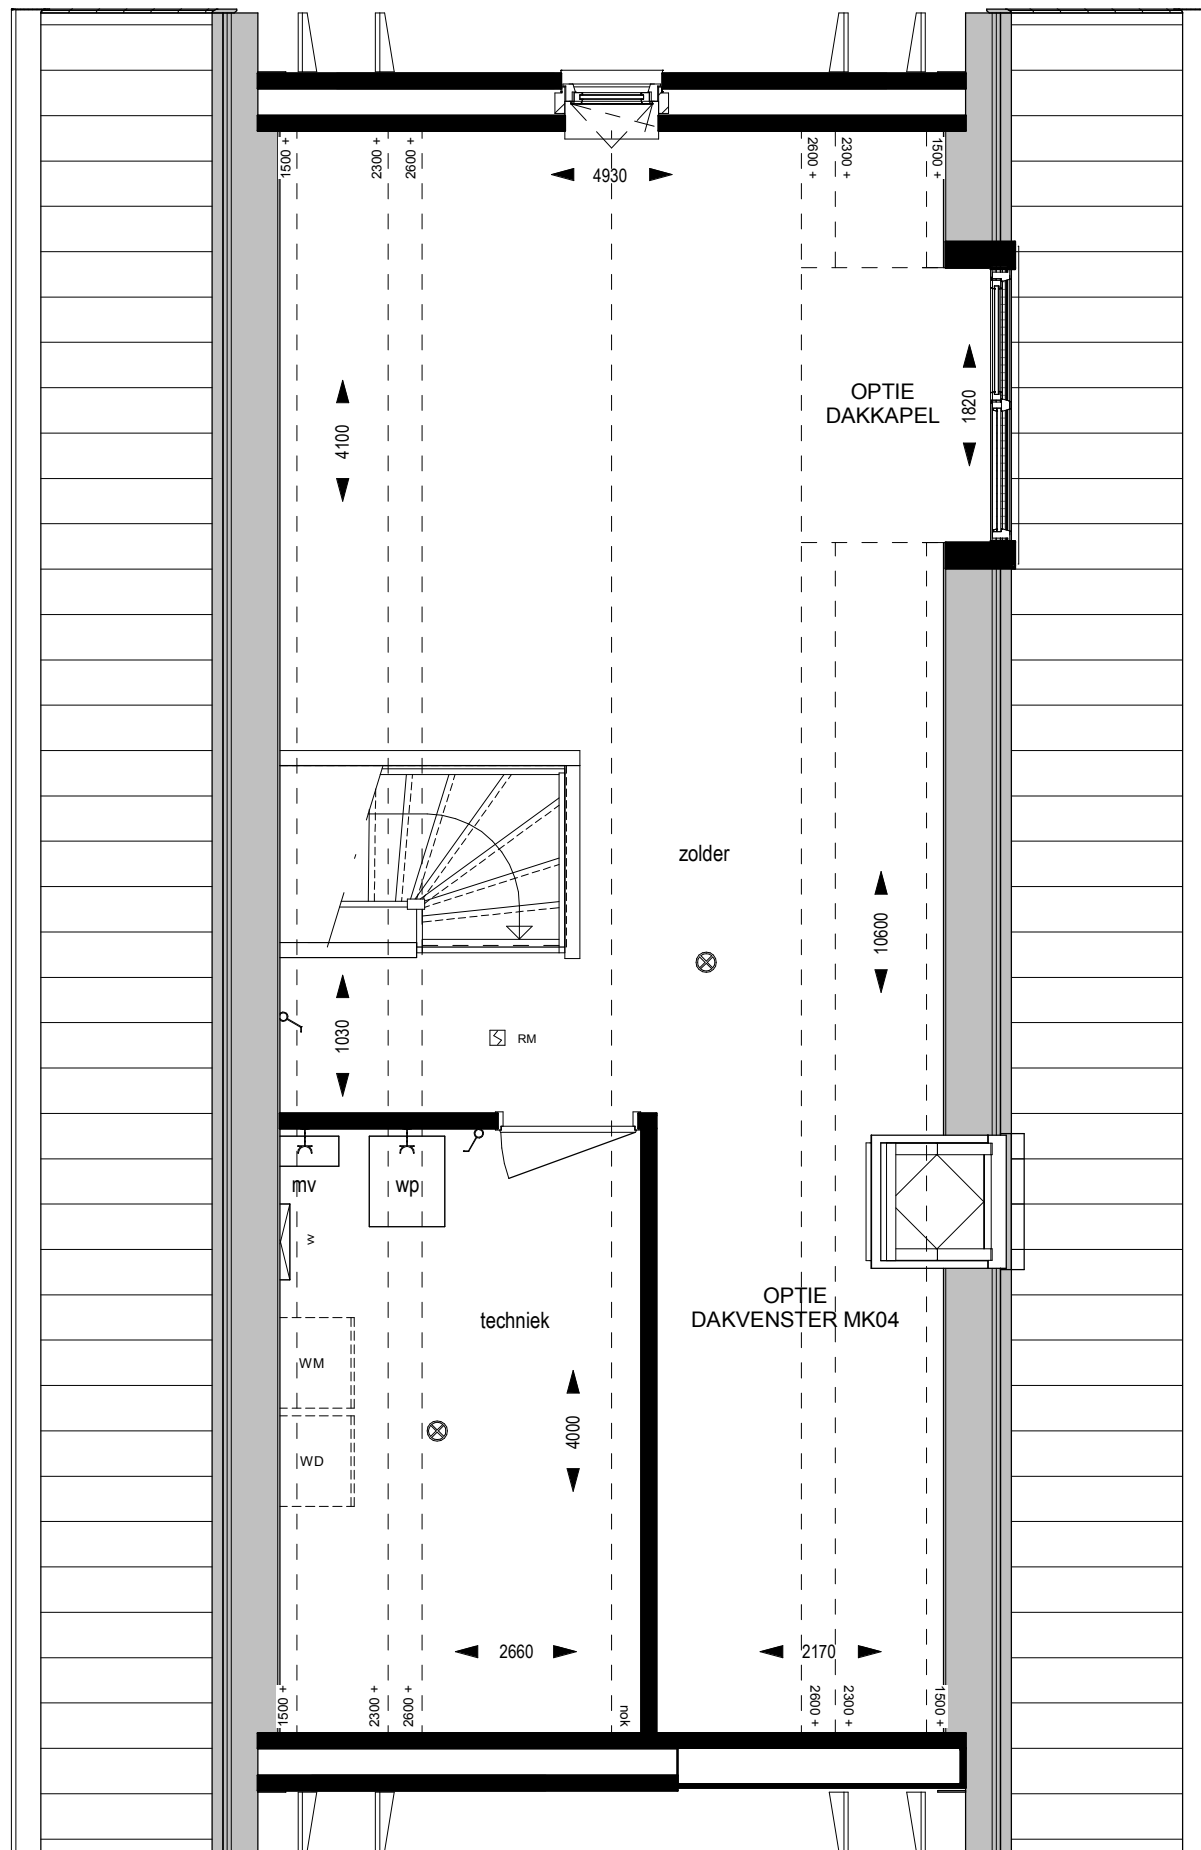 1500 +
2300 +
2600 +
4930
2600 +
2300 +
1500 +
OPTIE
DAKKAPEL
1820
4100
zolder
10600
1030
RM
mv
wp
w
OPTIE
DAKVENSTER MK04
techniek
WM
4000
WD
2660
2170
1500 +
2300 +
2600 +
nok
2600 +
2300 +
1500 +